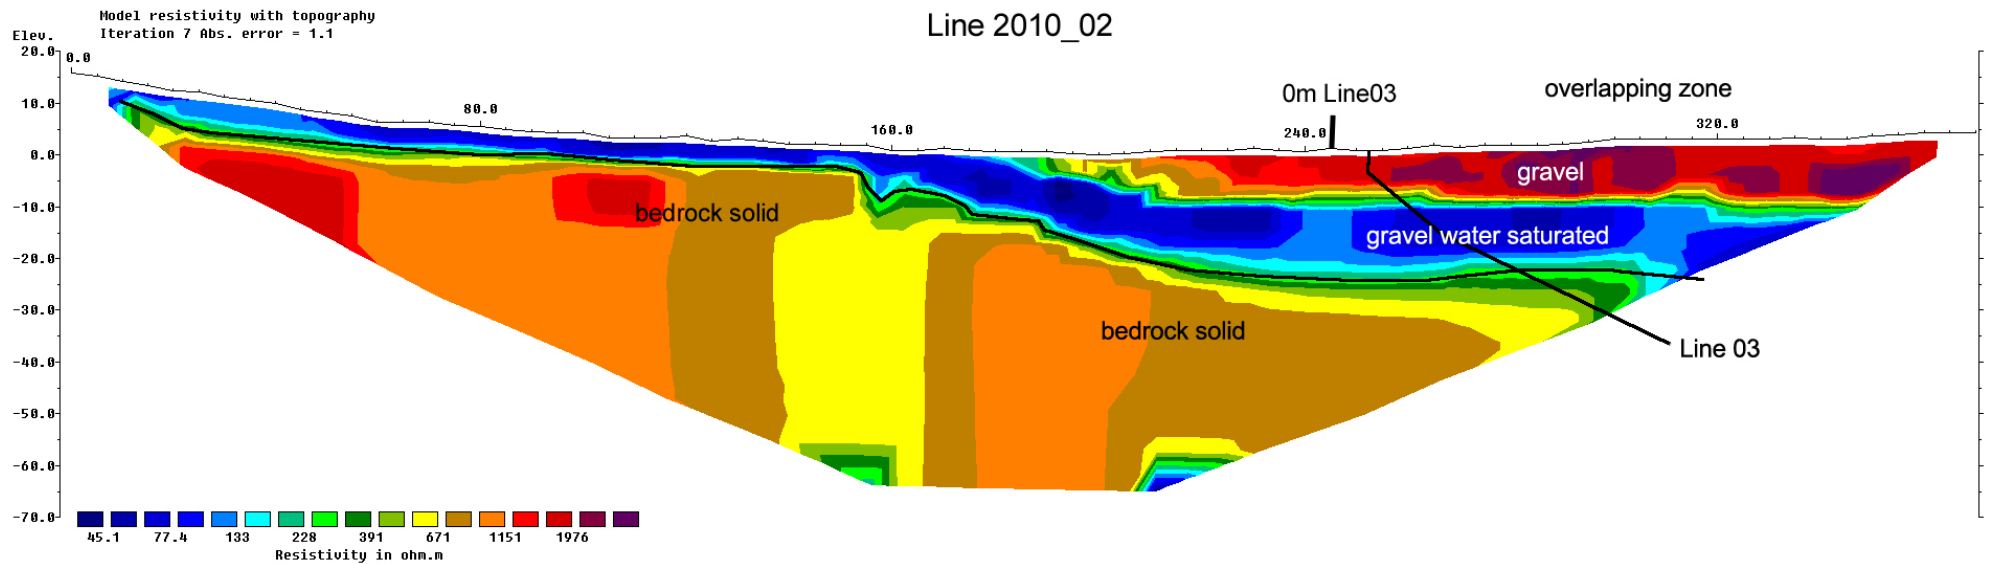 Model resistivity with topography
Iteration 7 Abs. error = 1.1
Line 2010_02
Elev.
20.0
0.0
10.0
80.0
0m Line03
overlapping zone
160.0
240.0
320.0
0.0
gravel
-10.0
bedrock solid
gravel water saturated
-20.0
-30.0
bedrock solid
Line 03
-40.0
-50.0
-60.0
-70.0
45.1 77.4 133 228 391 671 1151 1976
Resistivity in ohm.m